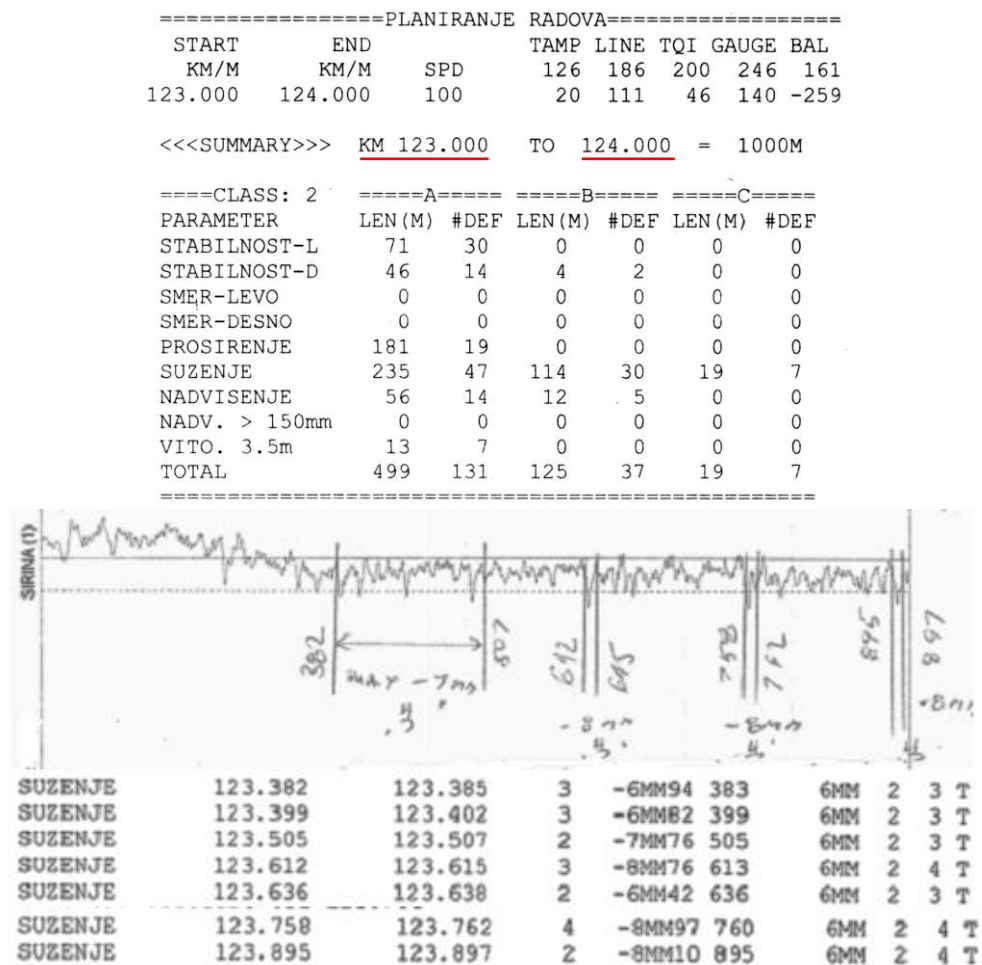 =================PLANIRANJE RADOVA==================
START END TAMP LINE TQI GAUGE BAL
KM/M KM/M SPD 126 186 200 246 161
123.000 124.000 100 20 111 46 140 -259
<<<SUMMARY>>> KM 123.000 TO 124.000 = 1000M
====CLASS: 2 =====A===== =====B===== =====C=====
PARAMETER LEN(M) #DEF LEN(M) #DEF LEN(M) #DEF
STABILNOST-L 71 30 0 0 0 0
STABILNOST-D 46 14 4 2 0 0
SMER-LEVO 0 0 0 0 0 0
SMER-DESNO 0 0 0 0 0 0
PROSIRENJE 181 19 0 0 0 0
SUZENJE 235 47 114 30 19 7
NADVISENJE 56 14 12 5 0 0
NADV. > 150mm 0 0 0 0 0 0
VITO. 3.5m 13 7 0 0 0 0
TOTAL 499 131 125 37 19 7
====================================================
SIRINA(1)
382 507 612 615 758 762 895 897
-7mm
-8mm -8mm -8mm
SUZENJE 123.382 123.385 3 -6MM94 383 6MM 2 3 T
SUZENJE 123.399 123.402 3 -6MM82 399 6MM 2 3 T
SUZENJE 123.505 123.507 2 -7MM76 505 6MM 2 3 T
SUZENJE 123.612 123.615 3 -8MM76 613 6MM 2 4 T
SUZENJE 123.636 123.638 2 -6MM42 636 6MM 2 3 T
SUZENJE 123.758 123.762 4 -8MM97 760 6MM 2 4 T
SUZENJE 123.895 123.897 2 -8MM10 895 6MM 2 4 T